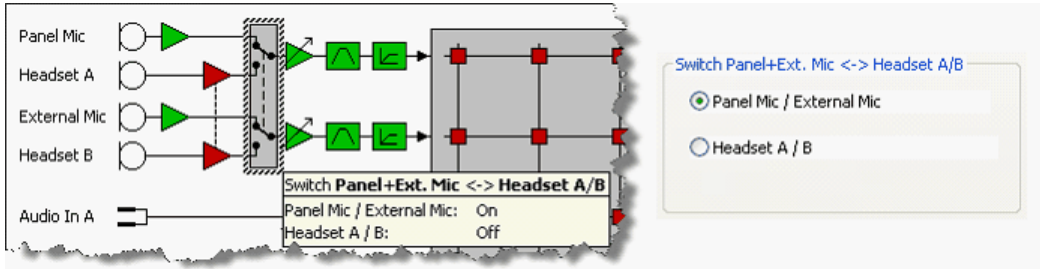 Panel Mic
Headset A
External Mic
Headset B
Audio In A
Switch Panel+Ext. Mic <-> Headset A/B
Panel Mic / External Mic: On
Headset A / B: Off
Switch Panel+Ext. Mic <-> Headset A/B
Panel Mic / External Mic
Headset A / B